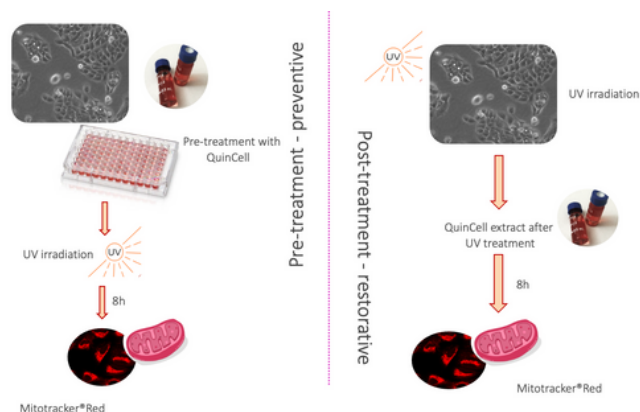 Pre-treatment with
QuinCell
UV irradiation
UV
8h
Mitotracker®Red
Pre-treatment - preventive
UV
UV irradiation
Post-treatment - restorative
QuinCell extract after
UV treatment
8h
Mitotracker®Red